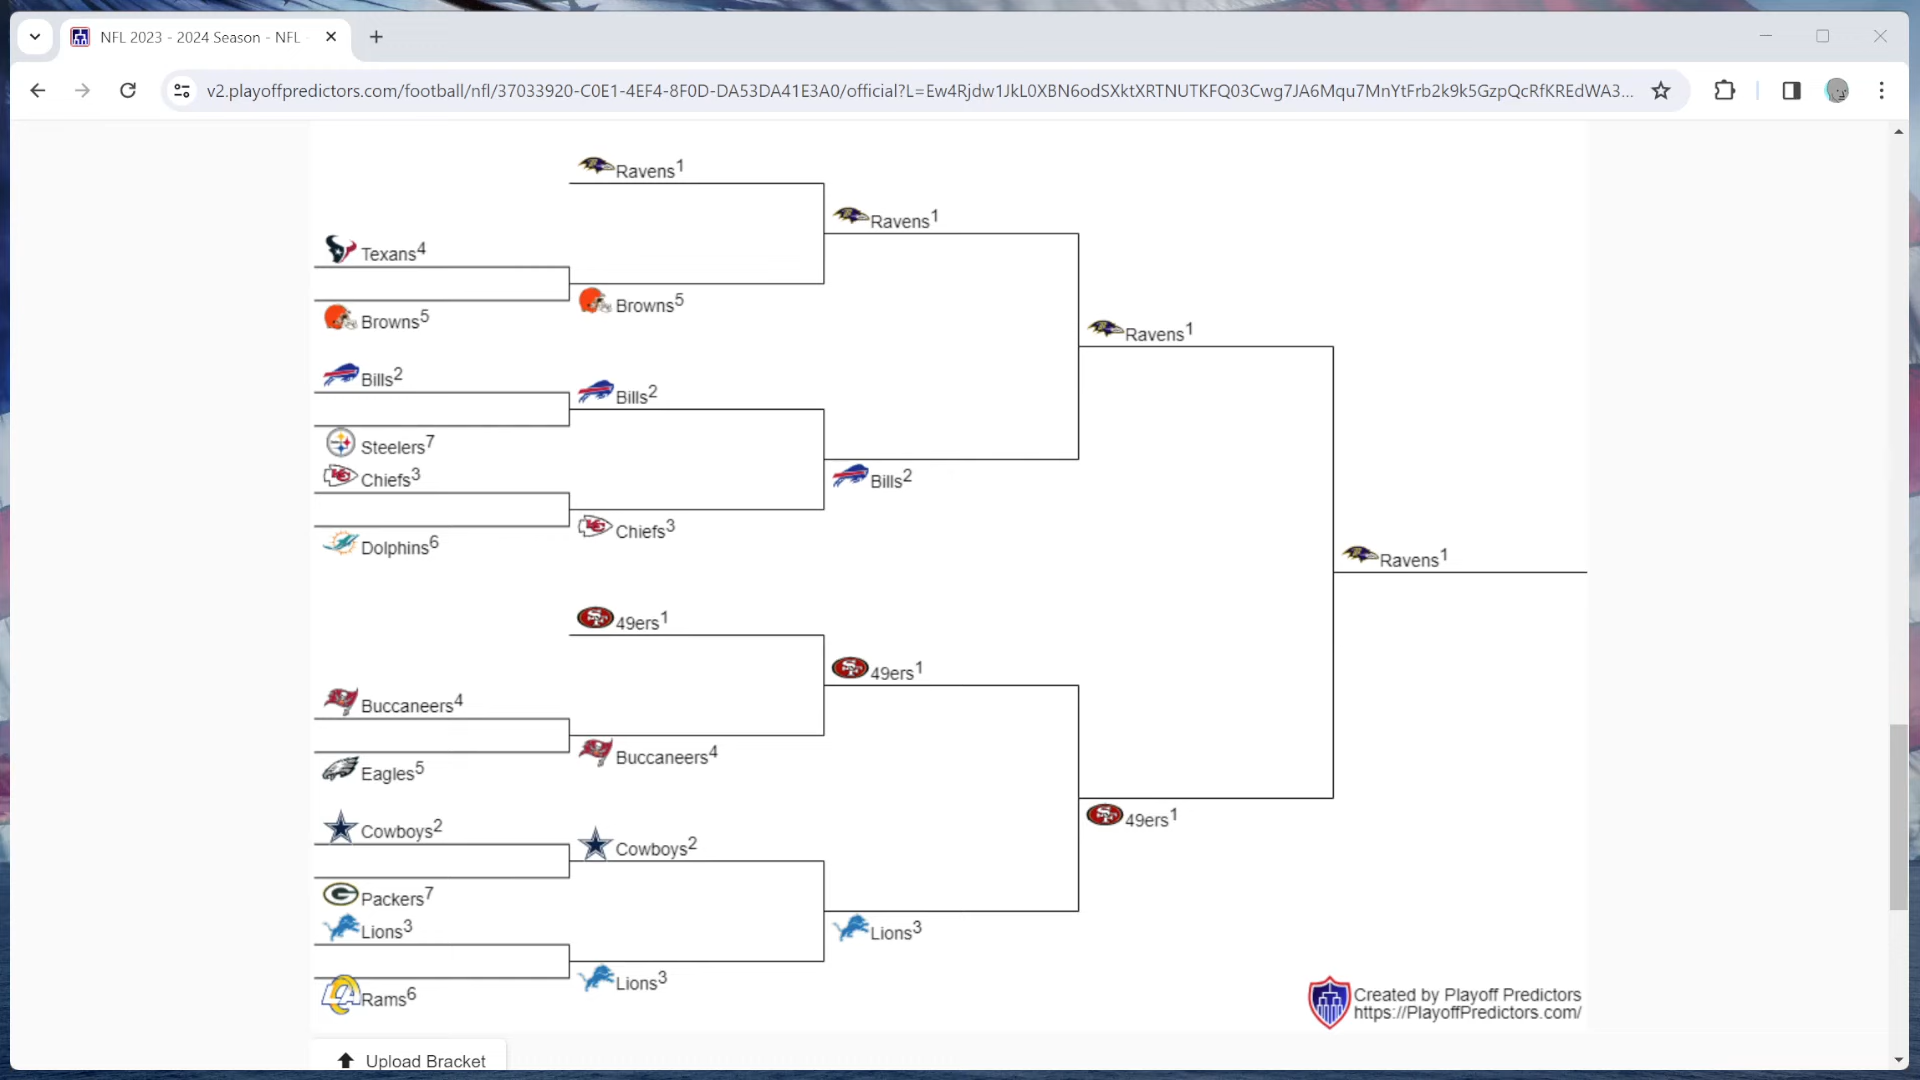 NFL 2023 - 2024 Season - NFL
v2.playoffpredictors.com/football/nfl/37033920-C0E1-4EF4-8F0D-DA53DA41E3A0/official?L=Ew4Rjdw1JkL0XBN6odSXktXRTNUTKFQ03Cwg7JA6Mqu7MnYtFrb2k9k5GzpQcRfKREdWA3...
Ravens1
Ravens1
Texans4
Browns5
Browns5
Ravens1
Bills2
Bills2
Steelers7
Chiefs3
Bills2
Chiefs3
Dolphins6
Ravens1
49ers1
49ers1
Buccaneers4
Buccaneers4
Eagles5
49ers1
Cowboys2
Cowboys2
Packers7
Lions3
Lions3
Lions3
Rams6
Created by Playoff Predictors
https://PlayoffPredictors.com/
Upload Bracket